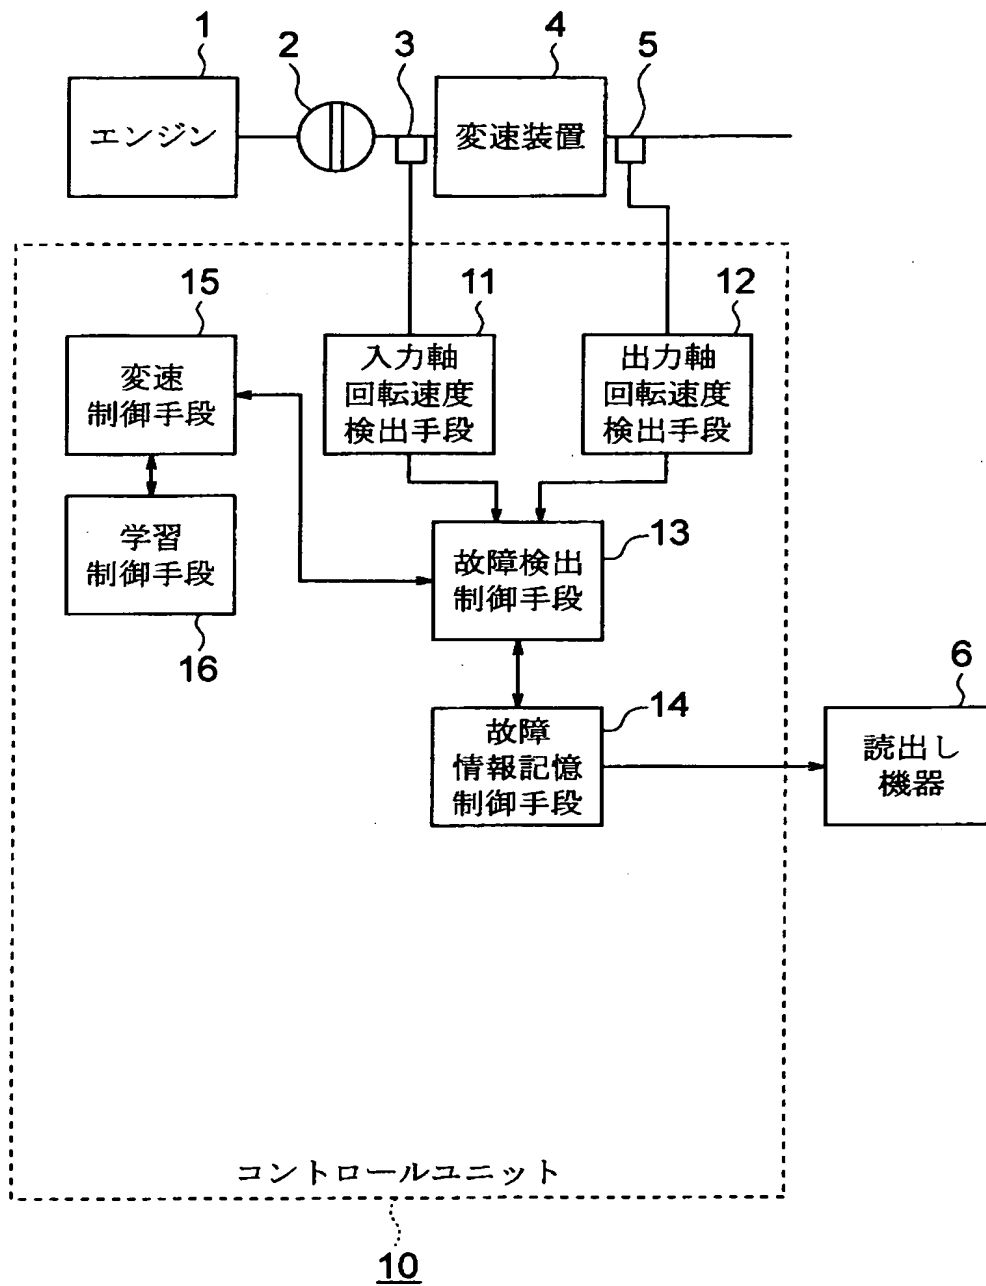 1
2
3
4
5
エンジン
変速装置
15
11
12
変速
制御手段
入力軸
回転速度
検出手段
出力軸
回転速度
検出手段
学習
制御手段
16
故障検出
制御手段
13
故障
情報記憶
制御手段
14
6
読出し
機器
コントロールユニット
10